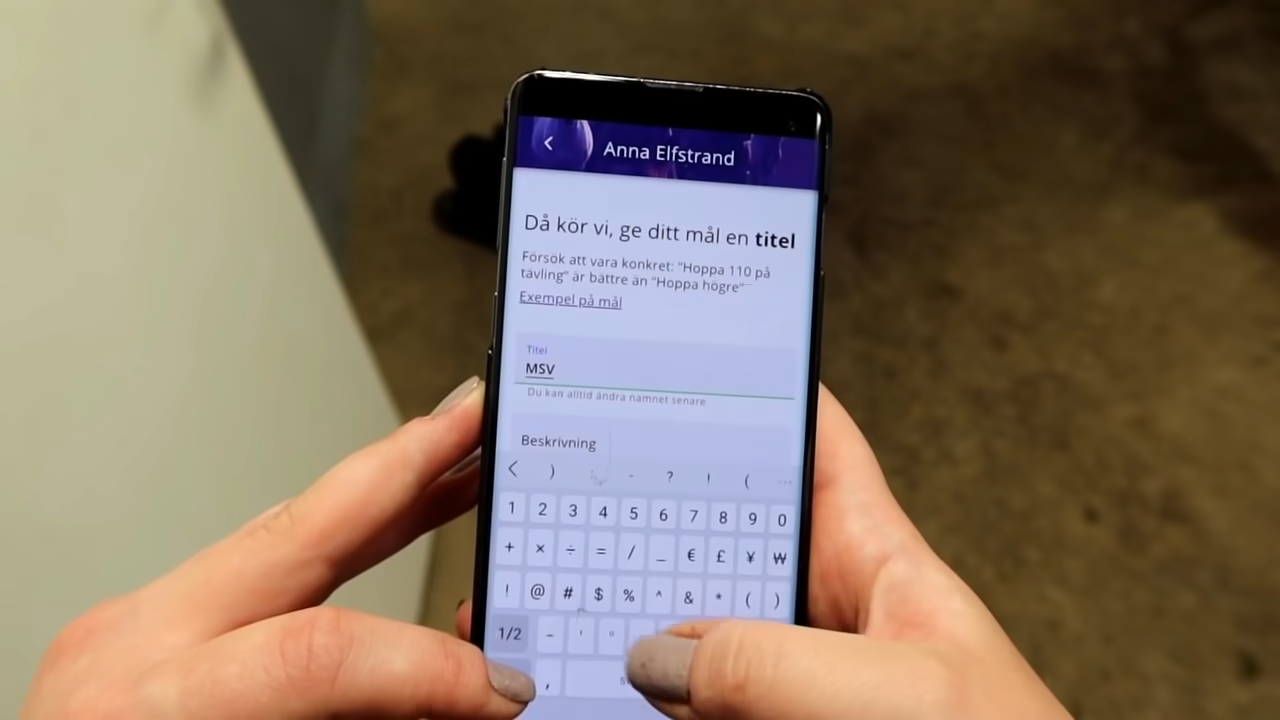 Anna Elfstrand
Då kör vi, ge ditt mål en titel
Försök att vara konkret: "Hoppa 110 på
tävling" är bättre än "Hoppa högre"
Exempel på mål
Titel
MSV
Du kan alltid ändra namnet senare
Beskrivning
< ) : - ? ! ( ...
1 2 3 4 5 6 7 8 9 0
+ × ÷ = / _ € £ ¥ ₩
! @ # $ % ^ & * ( )
1/2 - ' "
,